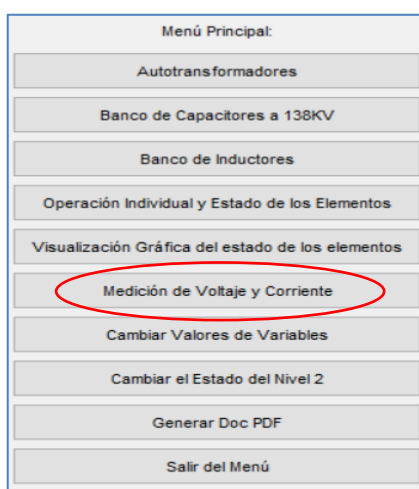 Menú Principal:
Autotransformadores
Banco de Capacitores a 138KV
Banco de Inductores
Operación Individual y Estado de los Elementos
Visualización Gráfica del estado de los elementos
Medición de Voltaje y Corriente
Cambiar Valores de Variables
Cambiar el Estado del Nivel 2
Generar Doc PDF
Salir del Menú